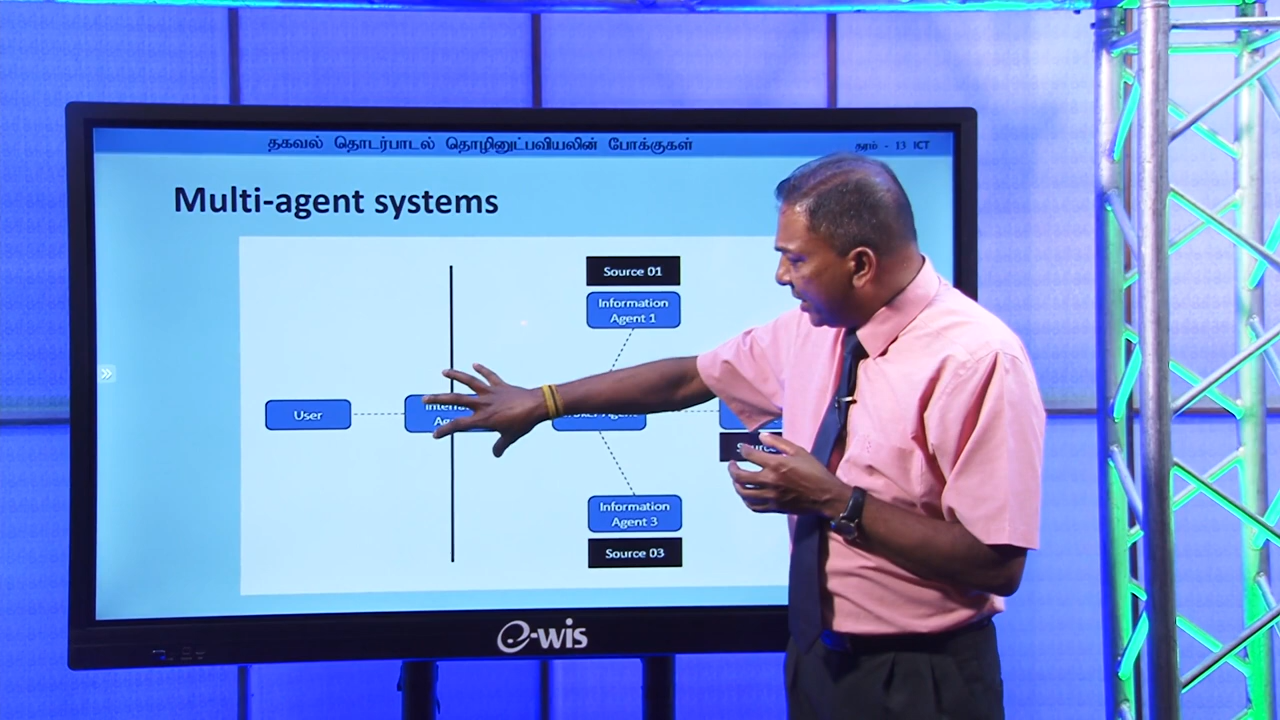 தகவல் தொடர்பாடல் தொழினுட்பவியலின் போக்குகள்
தரம் - 13 ICT
Multi-agent systems
Source 01
Information
Agent 1
User
Agent
Information
Agent 3
Source 03
e-wis